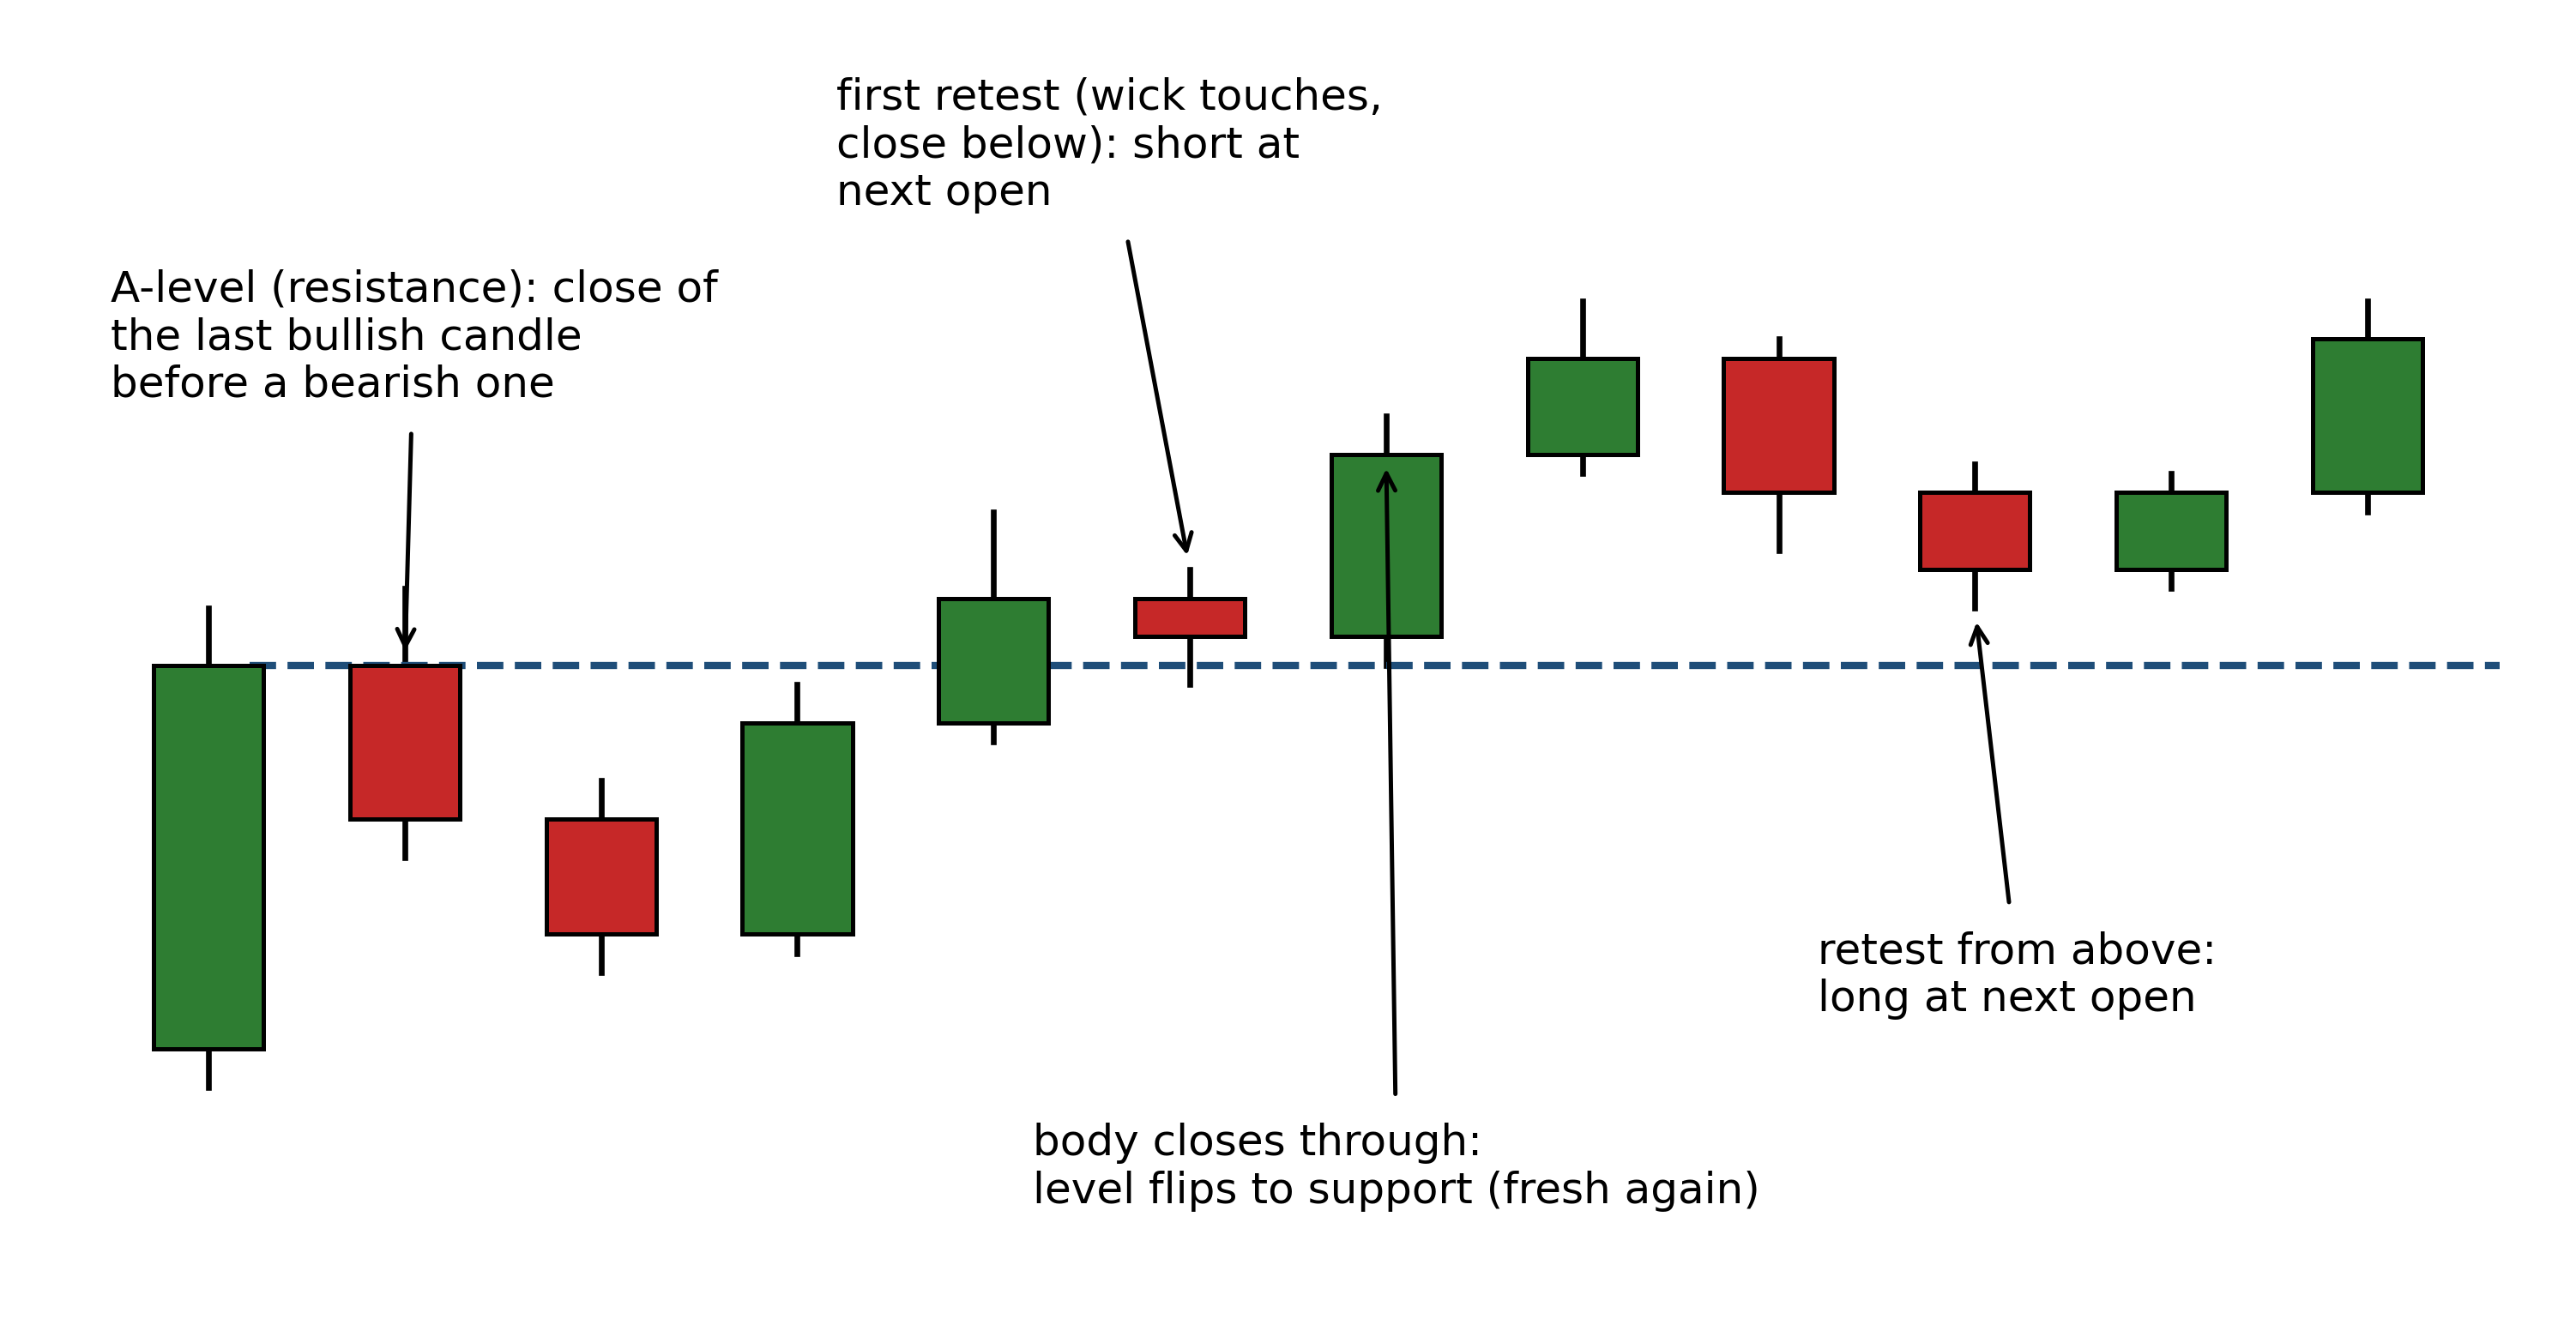 first retest (wick touches,
close below): short at
next open
A-level (resistance): close of
the last bullish candle
before a bearish one
retest from above:
long at next open
body closes through:
level flips to support (fresh again)